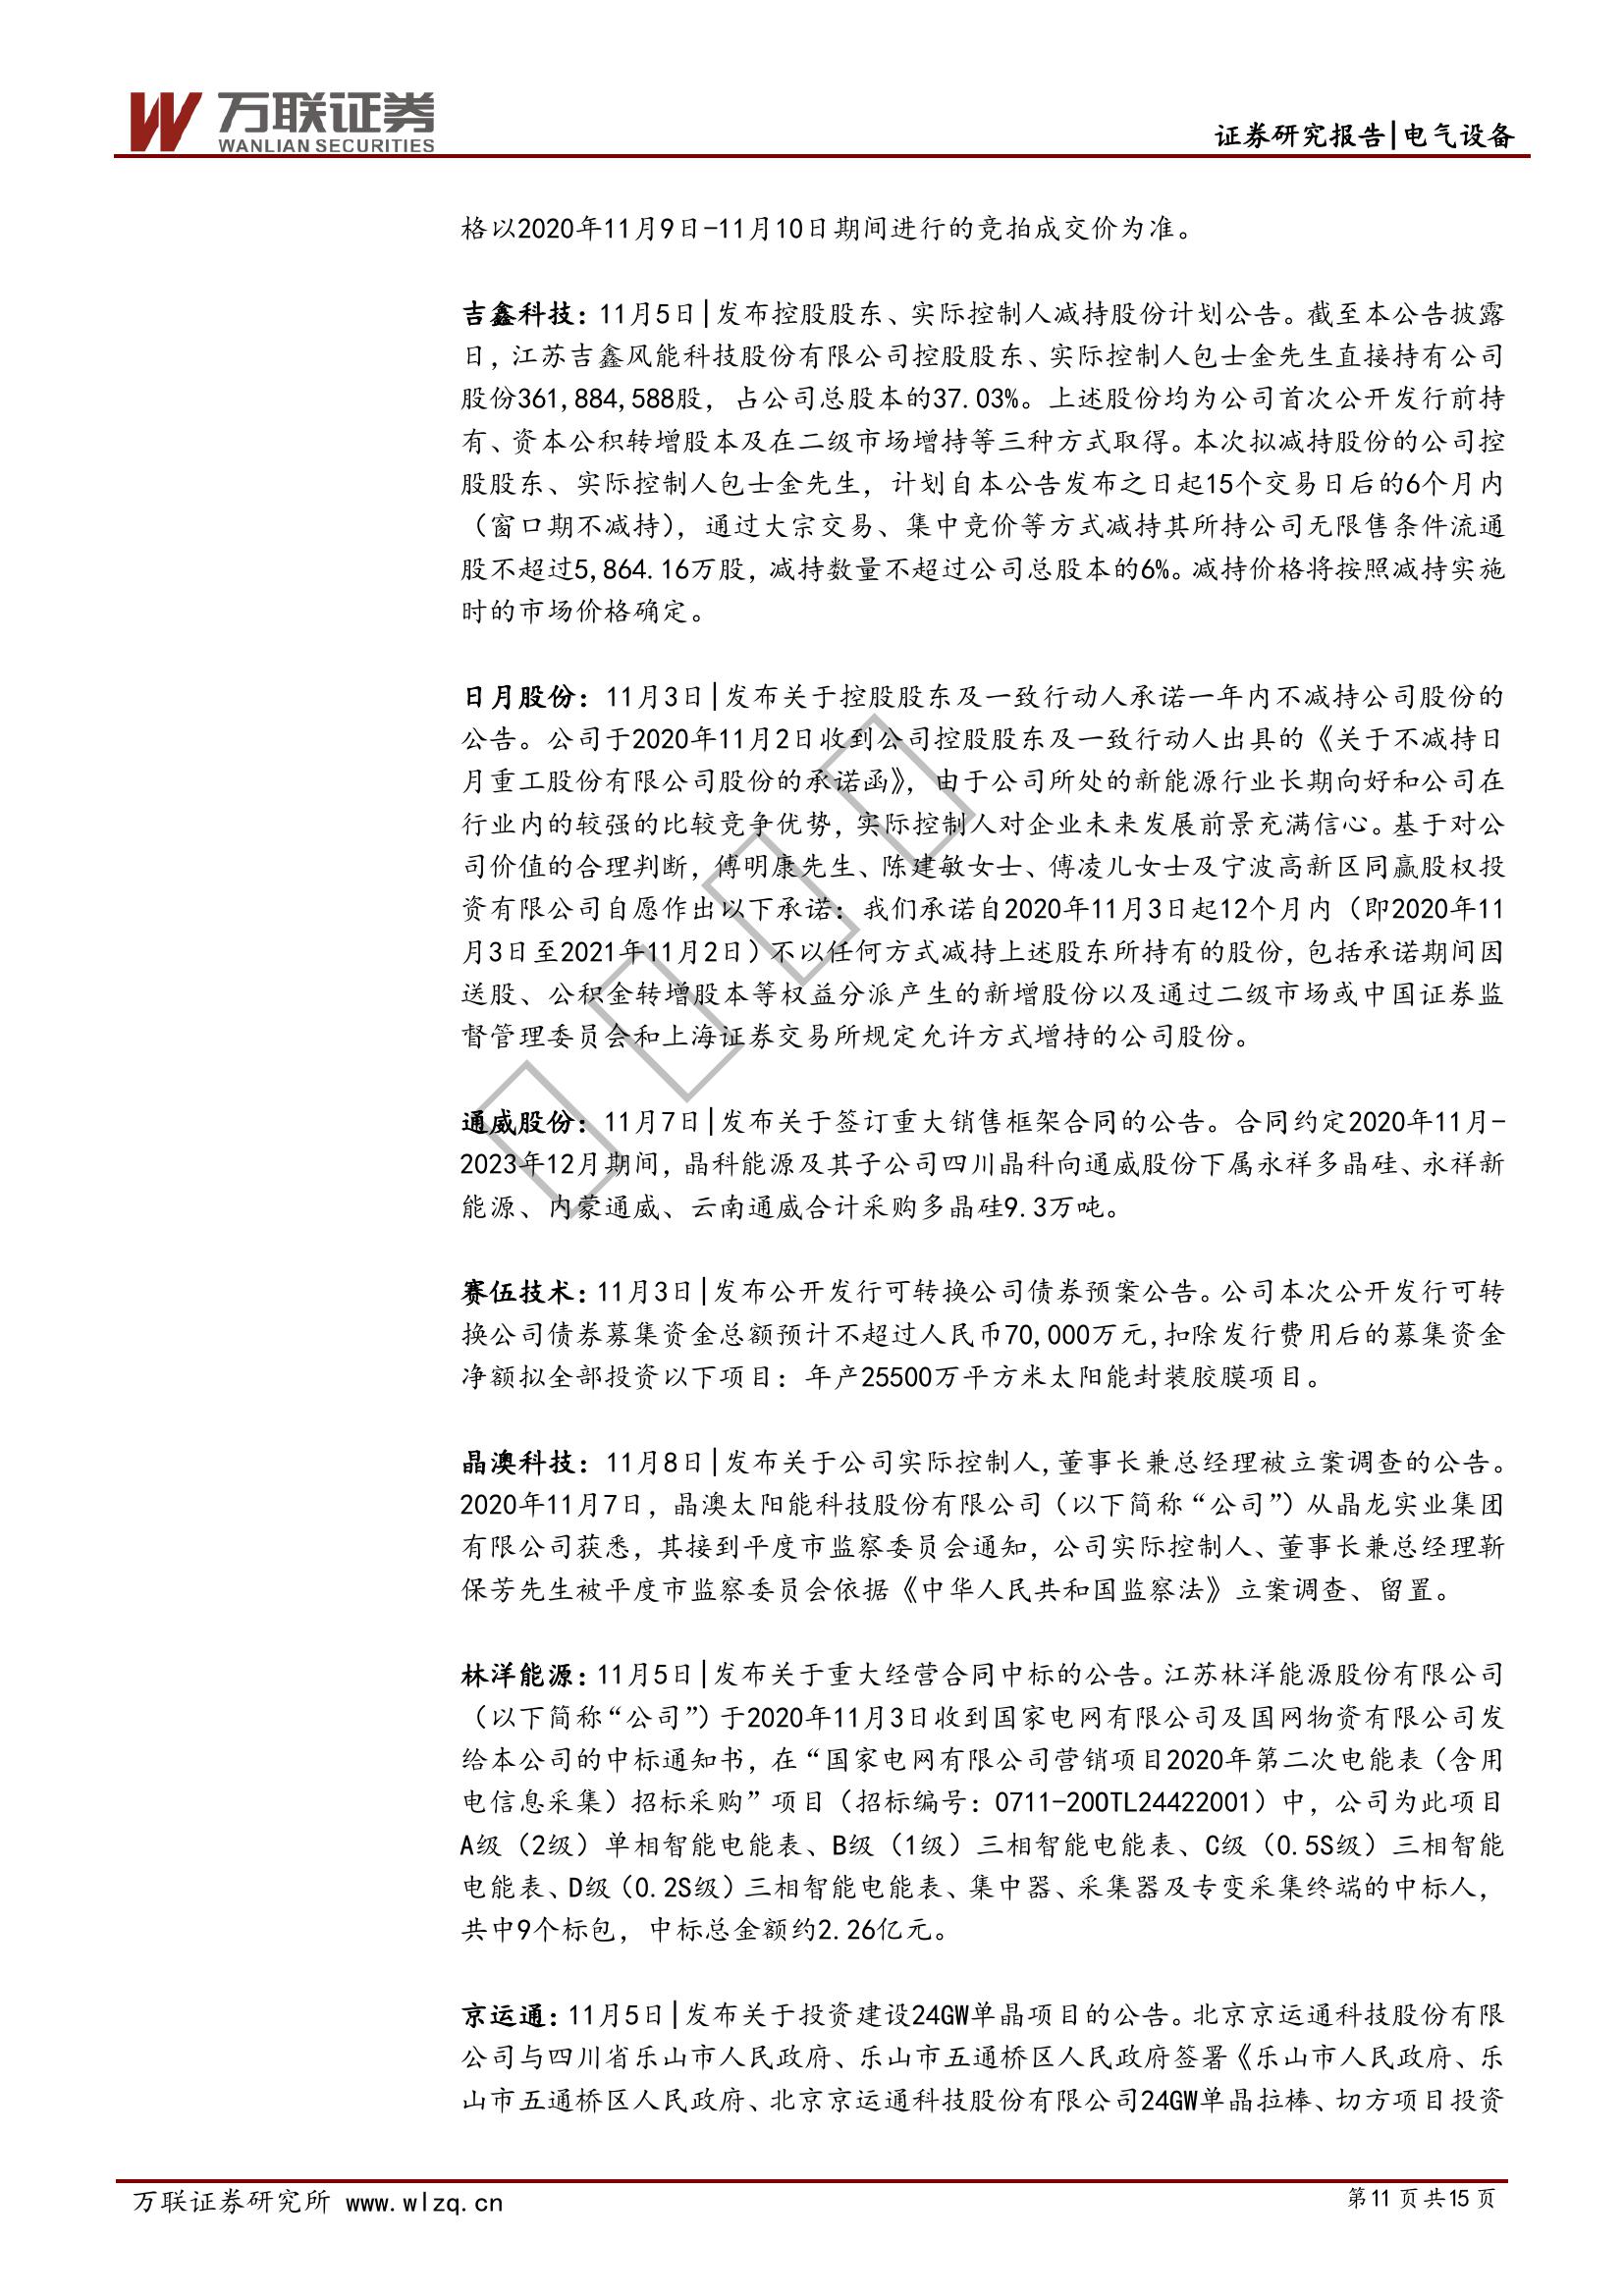 万联证券
WANLIAN SECURITIES
证券研究报告|电气设备
格以2020年11月9日-11月10日期间进行的竞拍成交价为准。
吉鑫科技：11月5日|发布控股股东、实际控制人减持股份计划公告。截至本公告披露
日，江苏吉鑫风能科技股份有限公司控股股东、实际控制人包士金先生直接持有公司
股份361,884,588股，占公司总股本的37.03%。上述股份均为公司首次公开发行前持
有、资本公积转增股本及在二级市场增持等三种方式取得。本次拟减持股份的公司控
股股东、实际控制人包士金先生，计划自本公告发布之日起15个交易日后的6个月内
（窗口期不减持），通过大宗交易、集中竞价等方式减持其所持公司无限售条件流通
股不超过5,864.16万股，减持数量不超过公司总股本的6%。减持价格将按照减持实施
时的市场价格确定。
日月股份：11月3日|发布关于控股股东及一致行动人承诺一年内不减持公司股份的
公告。公司于2020年11月2日收到公司控股股东及一致行动人出具的《关于不减持日
月重工股份有限公司股份的承诺函》，由于公司所处的新能源行业长期向好和公司在
行业内的较强的比较竞争优势，实际控制人对企业未来发展前景充满信心。基于对公
司价值的合理判断，傅明康先生、陈建敏女士、傅凌儿女士及宁波高新区同赢股权投
资有限公司自愿作出以下承诺：我们承诺自2020年11月3日起12个月内（即2020年11
月3日至2021年11月2日）不以任何方式减持上述股东所持有的股份，包括承诺期间因
送股、公积金转增股本等权益分派产生的新增股份以及通过二级市场或中国证券监
督管理委员会和上海证券交易所规定允许方式增持的公司股份。
通威股份：11月7日|发布关于签订重大销售框架合同的公告。合同约定2020年11月-
2023年12月期间，晶科能源及其子公司四川晶科向通威股份下属永祥多晶硅、永祥新
能源、内蒙通威、云南通威合计采购多晶硅9.3万吨。
赛伍技术：11月3日|发布公开发行可转换公司债券预案公告。公司本次公开发行可转
换公司债券募集资金总额预计不超过人民币70,000万元，扣除发行费用后的募集资金
净额拟全部投资以下项目：年产25500万平方米太阳能封装胶膜项目。
晶澳科技：11月8日|发布关于公司实际控制人，董事长兼总经理被立案调查的公告。
2020年11月7日，晶澳太阳能科技股份有限公司（以下简称“公司”）从晶龙实业集团
有限公司获悉，其接到平度市监察委员会通知，公司实际控制人、董事长兼总经理靳
保芳先生被平度市监察委员会依据《中华人民共和国监察法》立案调查、留置。
林洋能源：11月5日|发布关于重大经营合同中标的公告。江苏林洋能源股份有限公司
（以下简称“公司”）于2020年11月3日收到国家电网有限公司及国网物资有限公司发
给本公司的中标通知书，在“国家电网有限公司营销项目2020年第二次电能表（含用
电信息采集）招标采购”项目（招标编号：0711-200TL24422001）中，公司为此项目
A级（2级）单相智能电能表、B级（1级）三相智能电能表、C级（0.5S级）三相智能
电能表、D级（0.2S级）三相智能电能表、集中器、采集器及专变采集终端的中标人，
共中9个标包，中标总金额约2.26亿元。
京运通：11月5日|发布关于投资建设24GW单晶项目的公告。北京京运通科技股份有限
公司与四川省乐山市人民政府、乐山市五通桥区人民政府签署《乐山市人民政府、乐
山市五通桥区人民政府、北京京运通科技股份有限公司24GW单晶拉棒、切方项目投资
万联证券研究所 www.wlzq.cn
第11 页 共15 页